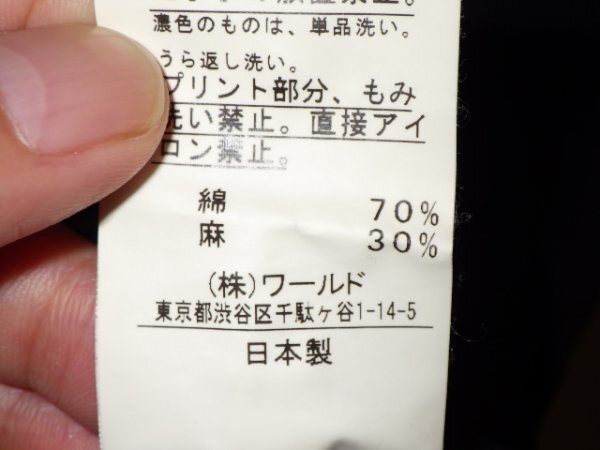 禁止。
濃色のものは、単品洗い。
うら返し洗い。
プリント部分、もみ
洗い禁止。直接アイ
ロン禁止。
綿 70%
麻 30%
(株)ワールド
東京都渋谷区千駄ヶ谷1-14-5
日本製